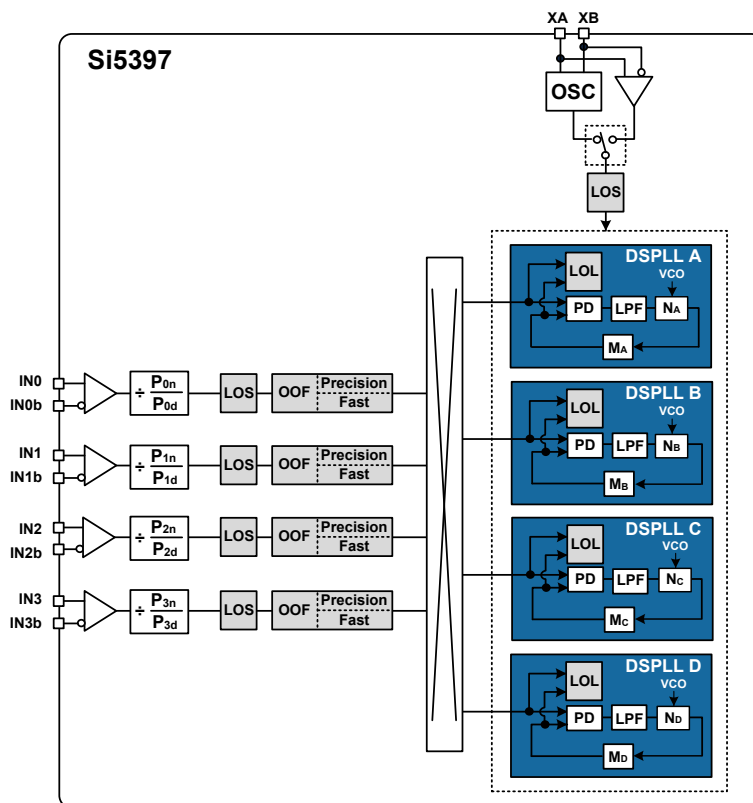 XA XB
Si5397
OSC
LOS
DSPLL A
VCO
LOL
PD LPF NA
MA
DSPLL B
VCO
LOL
PD LPF NB
MB
DSPLL C
VCO
LOL
PD LPF NC
MC
DSPLL D
VCO
LOL
PD LPF ND
MD
IN0
IN0b
÷ P0n
P0d
LOS OOF Precision
Fast
IN1
IN1b
÷ P1n
P1d
LOS OOF Precision
Fast
IN2
IN2b
÷ P2n
P2d
LOS OOF Precision
Fast
IN3
IN3b
÷ P3n
P3d
LOS OOF Precision
Fast